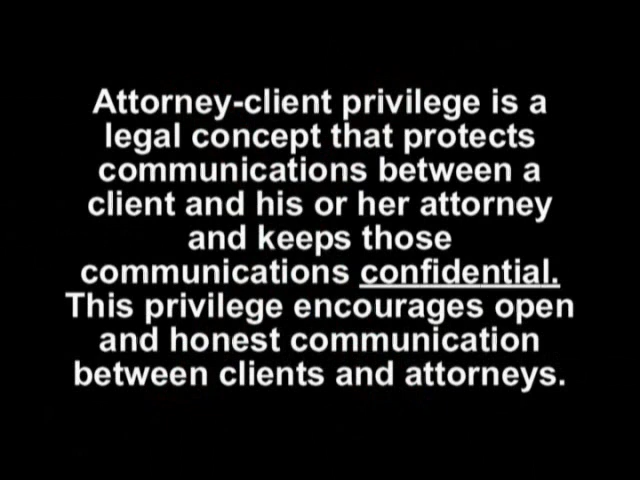 Attorney-client privilege is a
legal concept that protects
communications between a
client and his or her attorney
and keeps those
communications confidential.
This privilege encourages open
and honest communication
between clients and attorneys.